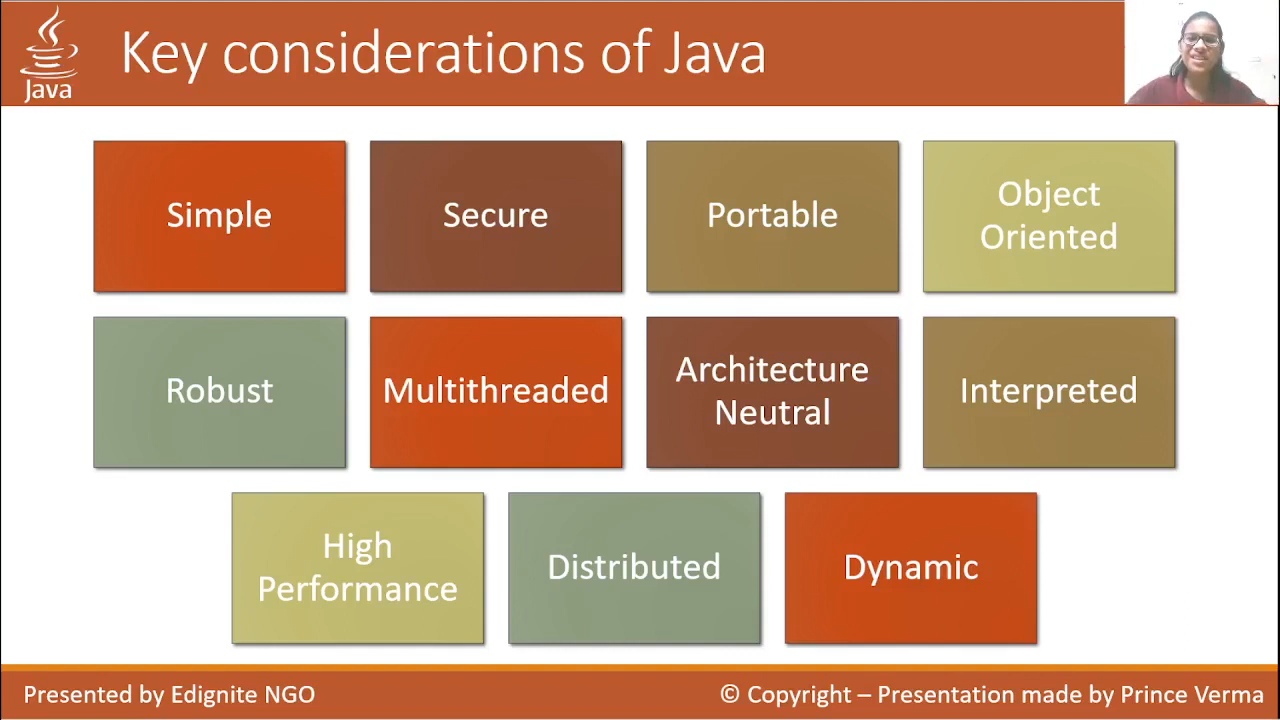 Java
Key considerations of Java
Simple
Secure
Portable
Object
Oriented
Robust
Multithreaded
Architecture
Neutral
Interpreted
High
Performance
Distributed
Dynamic
Presented by Edignite NGO
© Copyright – Presentation made by Prince Verma